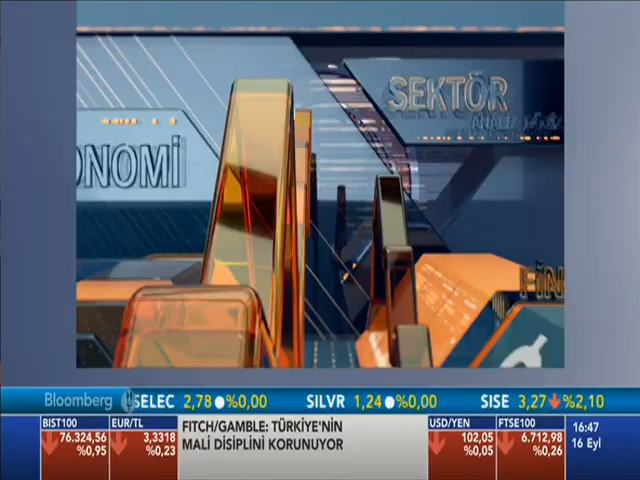 SEKTÖR
ANALİZ
ONOMİ
FİN
Bloomberg HT SELEC 2,78 %0,00 SILVR 1,24 %0,00 SISE 3,27 %2,10
BIST100 76.324,56 %0,95
EUR/TL 3,3318 %0,23
FITCH/GAMBLE: TÜRKİYE'NİN
MALİ DİSİPLİNİ KORUNUYOR
USD/YEN 102,05 %0,05
FTSE100 6.712,98 %0,26
16:47
16 Eyl